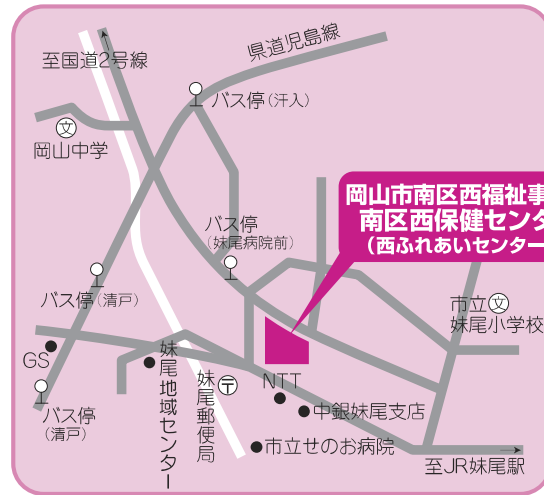 至国道2号線
県道児島線
バス停(汗入)
文
岡山中学
岡山市南区西福祉事
南区西保健センタ
(西ふれあいセンター
バス停
(妹尾病院前)
バス停(清戸)
市立文
妹尾小学校
GS
妹尾地域センター
妹尾郵便局
〒
NTT
中銀妹尾支店
バス停
(清戸)
市立せのお病院
至JR妹尾駅